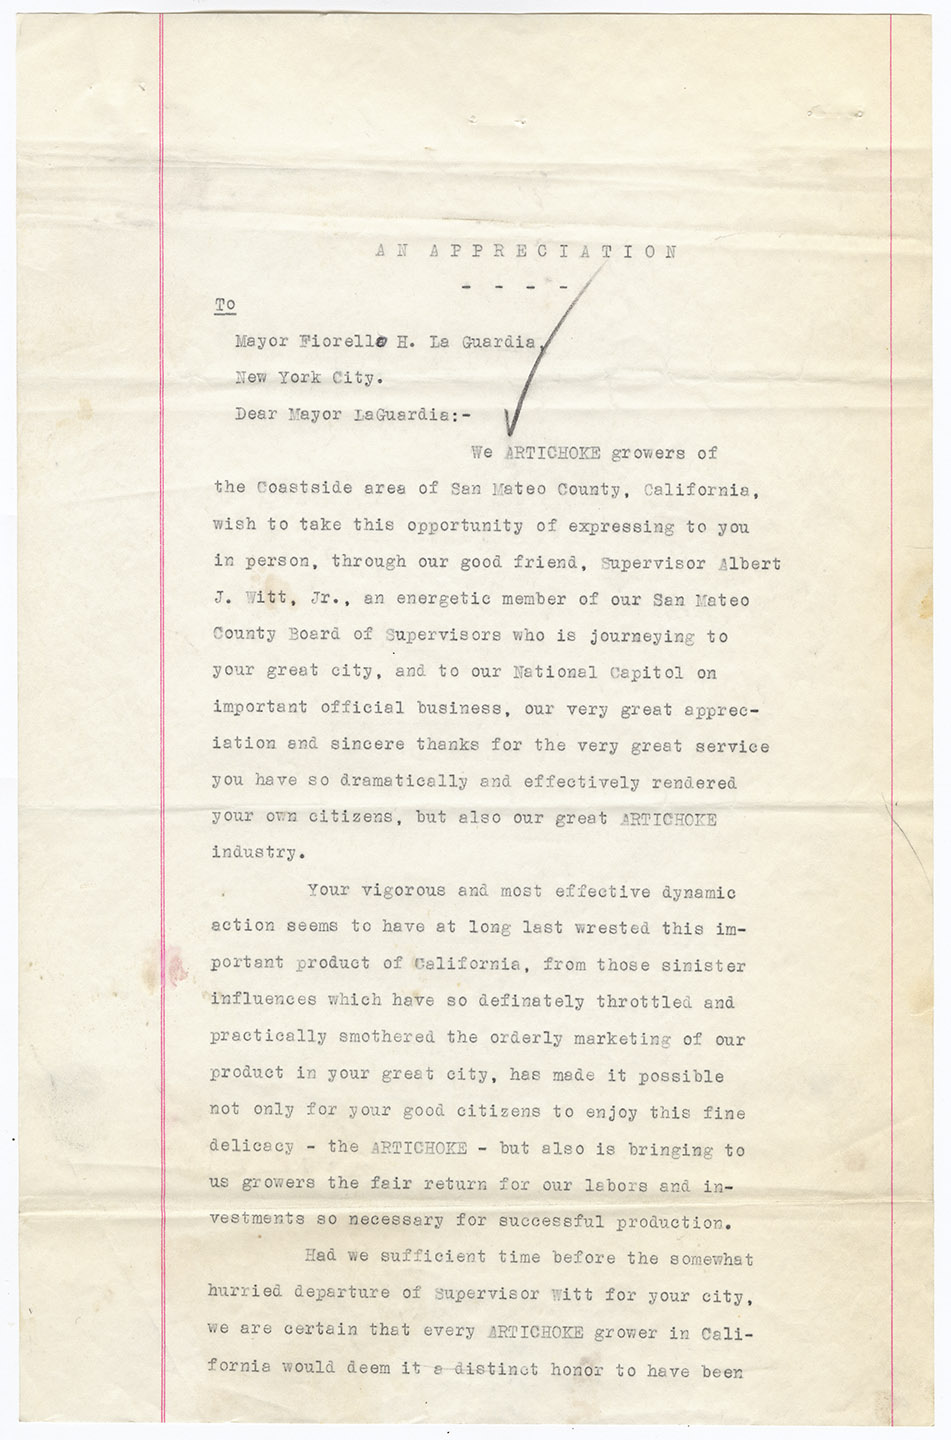 AN APPRECIATION
- - - -
To
Mayor Fiorello H. La Guardia,
New York City.
Dear Mayor LaGuardia:-
We ARTICHOKE growers of
the Coastside area of San Mateo County, California,
wish to take this opportunity of expressing to you
in person, through our good friend, Supervisor Albert
J. Witt, Jr., an energetic member of our San Mateo
County Board of Supervisors who is journeying to
your great city, and to our National Capitol on
important official business, our very great apprec-
iation and sincere thanks for the very great service
you have so dramatically and effectively rendered
your own citizens, but also our great ARTICHOKE
industry.
Your vigorous and most effective dynamic
action seems to have at long last wrested this im-
portant product of California, from those sinister
influences which have so definately throttled and
practically smothered the orderly marketing of our
product in your great city, has made it possible
not only for your good citizens to enjoy this fine
delicacy - the ARTICHOKE - but also is bringing to
us growers the fair return for our labors and in-
vestments so necessary for successful production.
Had we sufficient time before the somewhat
hurried departure of Supervisor Witt for your city,
we are certain that every ARTICHOKE grower in Cali-
fornia would deem it a distinct honor to have been